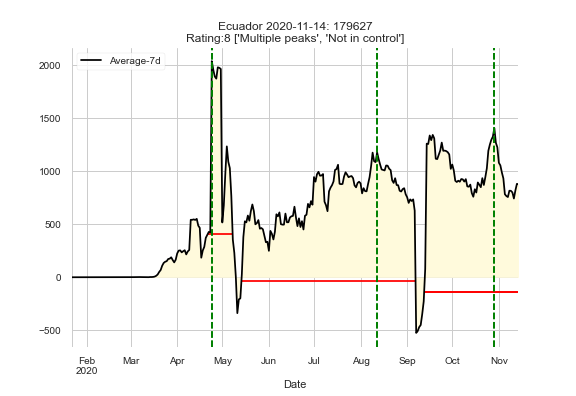 Ecuador 2020-11-14: 179627
Rating:8 ['Multiple peaks', 'Not in control']
Average-7d
2000
1500
1000
500
0
−500
Feb Mar Apr May Jun Jul Aug Sep Oct Nov
2020
Date